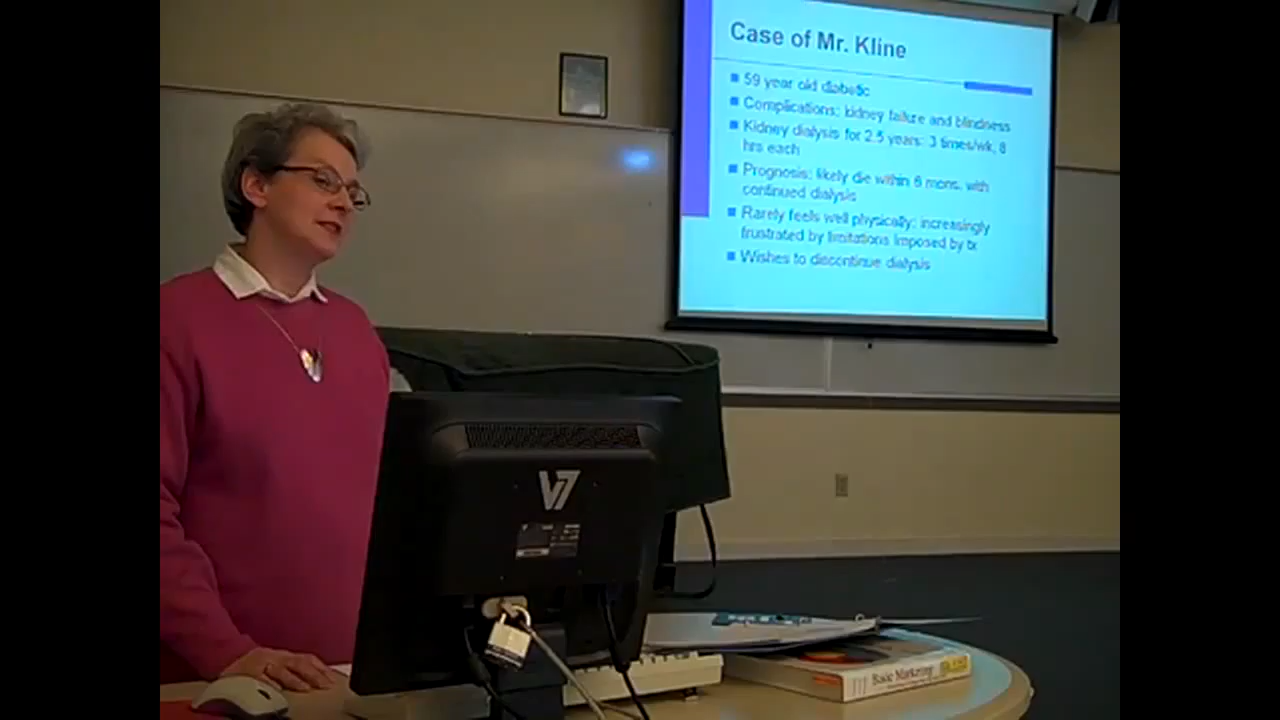 Case of Mr. Kline
59 year old diabetic
Complications: kidney failure and blindness
Kidney dialysis for 2.5 years: 3 times/wk, 8
hrs each
Prognosis: likely die within 6 mons. with
continued dialysis
Rarely feels well physically: increasingly
frustrated by limitations imposed by tx
Wishes to discontinue dialysis
V7
Basic Marketing